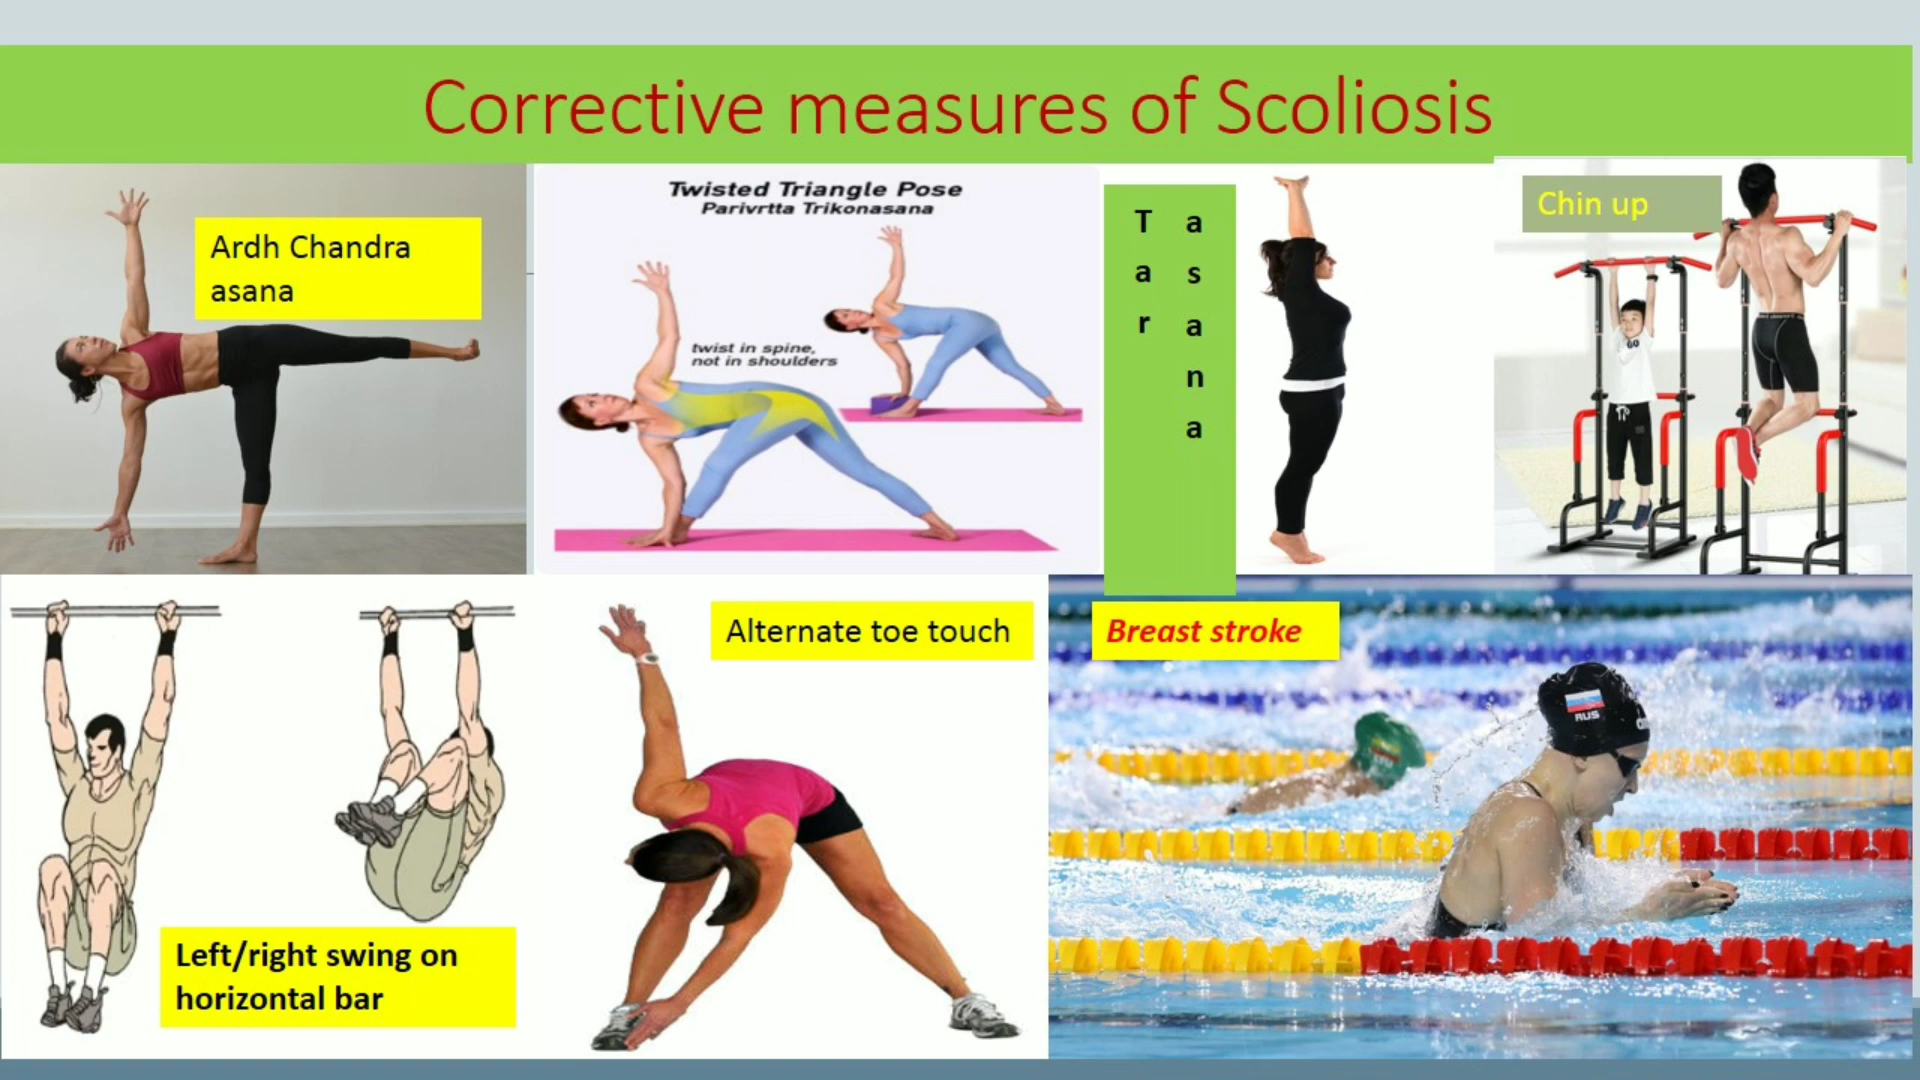 Corrective measures of Scoliosis
Ardh Chandra
asana
Twisted Triangle Pose
Parivrtta Trikonasana
twist in spine,
not in shoulders
T a
a s
r a
n
a
Chin up
GO
Left/right swing on
horizontal bar
Alternate toe touch
Breast stroke
RUS